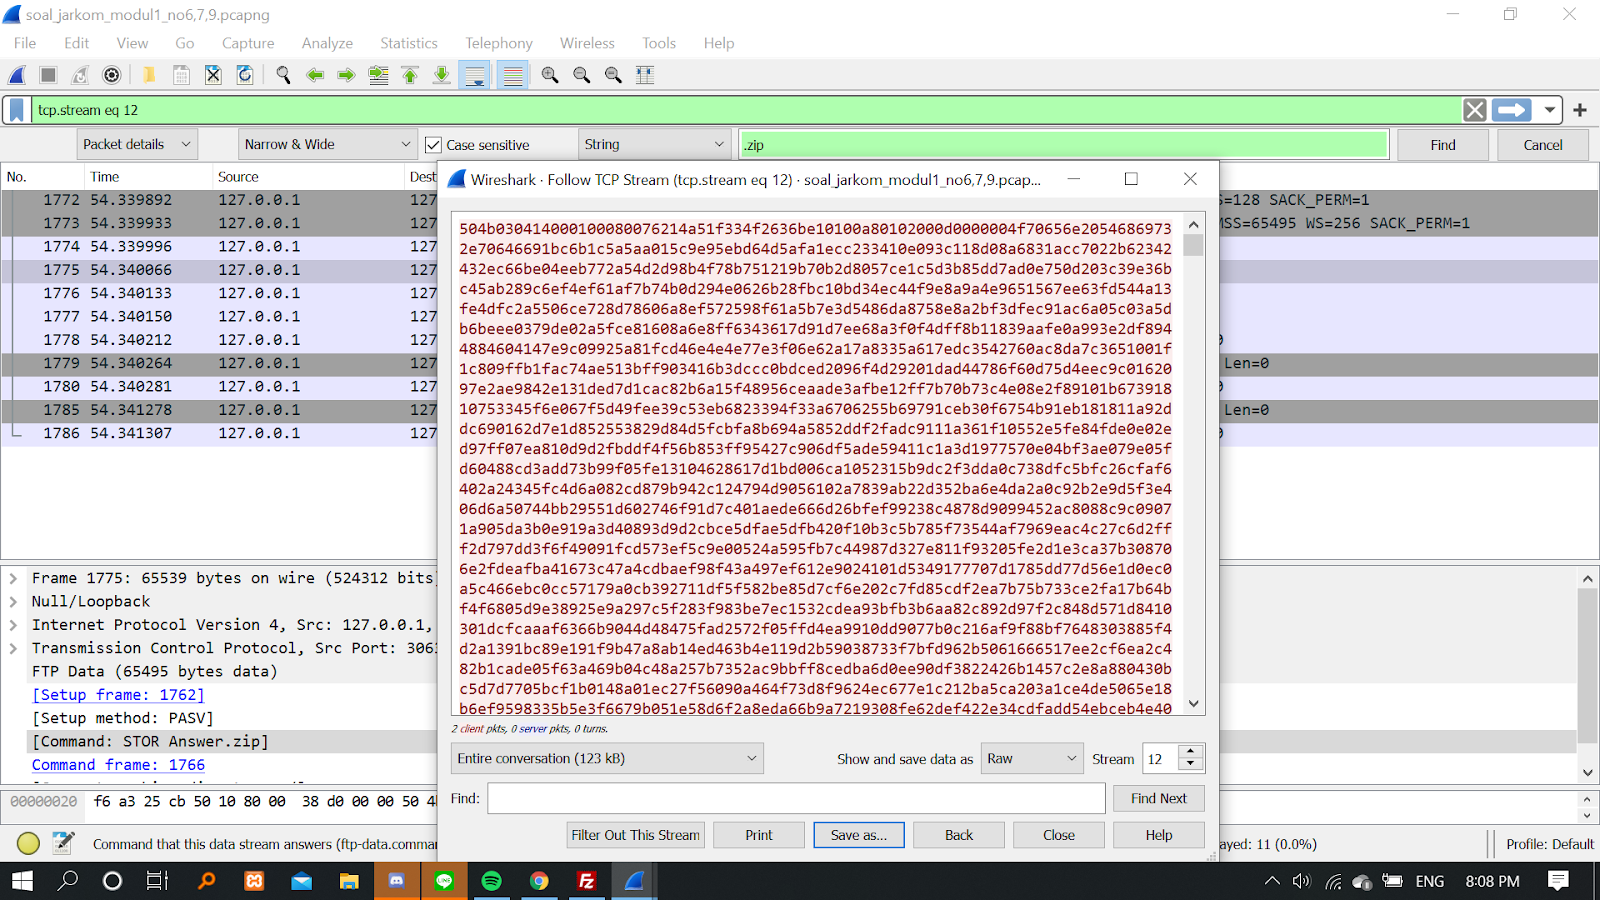 soal_jarkom_modul1_no6,7,9.pcapng
File Edit View Go Capture Analyze Statistics Telephony Wireless Tools Help
tcp.stream eq 12
Packet details Narrow & Wide Case sensitive String .zip Find Cancel
No. Time Source Dest
1772 54.339892 127.0.0.1 127
S=128 SACK_PERM=1
1773 54.339933 127.0.0.1 127
MSS=65495 WS=256 SACK_PERM=1
1774 54.339996 127.0.0.1 127
1775 54.340066 127.0.0.1 127
1776 54.340133 127.0.0.1 127
1777 54.340150 127.0.0.1 127
1778 54.340212 127.0.0.1 127
1779 54.340264 127.0.0.1 127
Len=0
1780 54.340281 127.0.0.1 127
1785 54.341278 127.0.0.1 127
Len=0
1786 54.341307 127.0.0.1 127
Frame 1775: 65539 bytes on wire (524312 bits
Null/Loopback
Internet Protocol Version 4, Src: 127.0.0.1,
Transmission Control Protocol, Src Port: 306
FTP Data (65495 bytes data)
[Setup frame: 1762]
[Setup method: PASV]
[Command: STOR Answer.zip]
Command frame: 1766
00000020 f6 a3 25 cb 50 10 80 00 38 d0 00 00 50 4
Command that this data stream answers (ftp-data.comman
ayed: 11 (0.0%)
Profile: Default
Wireshark · Follow TCP Stream (tcp.stream eq 12) · soal_jarkom_modul1_no6,7,9.pcap...
504b030414000100080076214a51f334f2636be10100a80102000d0000004f70656e2054686973
2e70646691bc6b1c5a5aa015c9e95ebd64d5afa1ecc233410e093c118d08a6831acc7022b62342
432ec66be04eeb772a54d2d98b4f78b751219b70b2d8057ce1c5d3b85dd7ad0e750d203c39e36b
c45ab289c6ef4ef61af7b74b0d294e0626b28fbc10bd34ec44f9e8a9a4e9651567ee63fd544a13
fe4dfc2a5506ce728d78606a8ef572598f61a5b7e3d5486da8758e8a2bf3dfec91ac6a05c03a5d
b6beee0379de02a5fce81608a6e8ff6343617d91d7ee68a3f0f4dff8b11839aafe0a993e2df894
4884604147e9c09925a81fcd46e4e4e77e3f06e62a17a8335a617edc3542760ac8da7c3651001f
1c809ffb1fac74ae513bff903416b3dccc0bdced2096f4d29201dad44786f60d75d4eec9c01620
97e2ae9842e131ded7d1cac82b6a15f48956ceaade3afbe12ff7b70b73c4e08e2f89101b673918
10753345f6e067f5d49fee39c53eb6823394f33a6706255b69791ceb30f6754b91eb181811a92d
dc690162d7e1d852553829d84d5fcbfa8b694a5852ddf2fadc9111a361f10552e5fe84fde0e02e
d97ff07ea810d9d2fbddf4f56b853ff95427c906df5ade59411c1a3d1977570e04bf3ae079e05f
d60488cd3add73b99f05fe13104628617d1bd006ca1052315b9dc2f3dda0c738dfc5bfc26cfaf6
402a24345fc4d6a082cd879b942c124794d9056102a7839ab22d352ba6e4da2a0c92b2e9d5f3e4
06d6a50744bb29551d602746f91d7c401aede666d26bfef99238c4878d9099452ac8088c9c0907
1a905da3b0e919a3d40893d9d2cbce5dfae5dfb420f10b3c5b785f73544af7969eac4c27c6d2ff
f2d797dd3f6f49091fcd573ef5c9e00524a595fb7c44987d327e811f93205fe2d1e3ca37b30870
6e2fdeafba41673c47a4cdbaef98f43a497ef612e9024101d5349177707d1785dd77d56e1d0ec0
a5c466ebc0cc57179a0cb392711df5f582be85d7cf6e202c7fd85cdf2ea7b75b733ce2fa17b64b
f4f6805d9e38925e9a297c5f283f983be7ec1532cdea93bfb3b6aa82c892d97f2c848d571d8410
301dcfcaaaf6366b9044d48475fad2572f05ffd4ea9910dd9077b0c216af9f88bf7648303885f4
d2a1391bc89e191f9b47a8ab14ed463b4e119d2b59038733f7bfd962b5061666517ee2cf6ea2c4
82b1cade05f63a469b04c48a257b7352ac9bbff8cedba6d0ee90df3822426b1457c2e8a880430b
c5d7d7705bcf1b0148a01ec27f56090a464f73d8f9624ec677e1c212ba5ca203a1ce4de5065e18
b6ef9598335b5e3f6679b051e58d6f2a8eda66b9a7219308fe62def422e34cdfadd54ebceb4e40
2 client pkts, 0 server pkts, 0 turns.
Entire conversation (123 kB) Show and save data as Raw Stream 12
Find: Find Next
Filter Out This Stream Print Save as... Back Close Help
ENG 8:08 PM